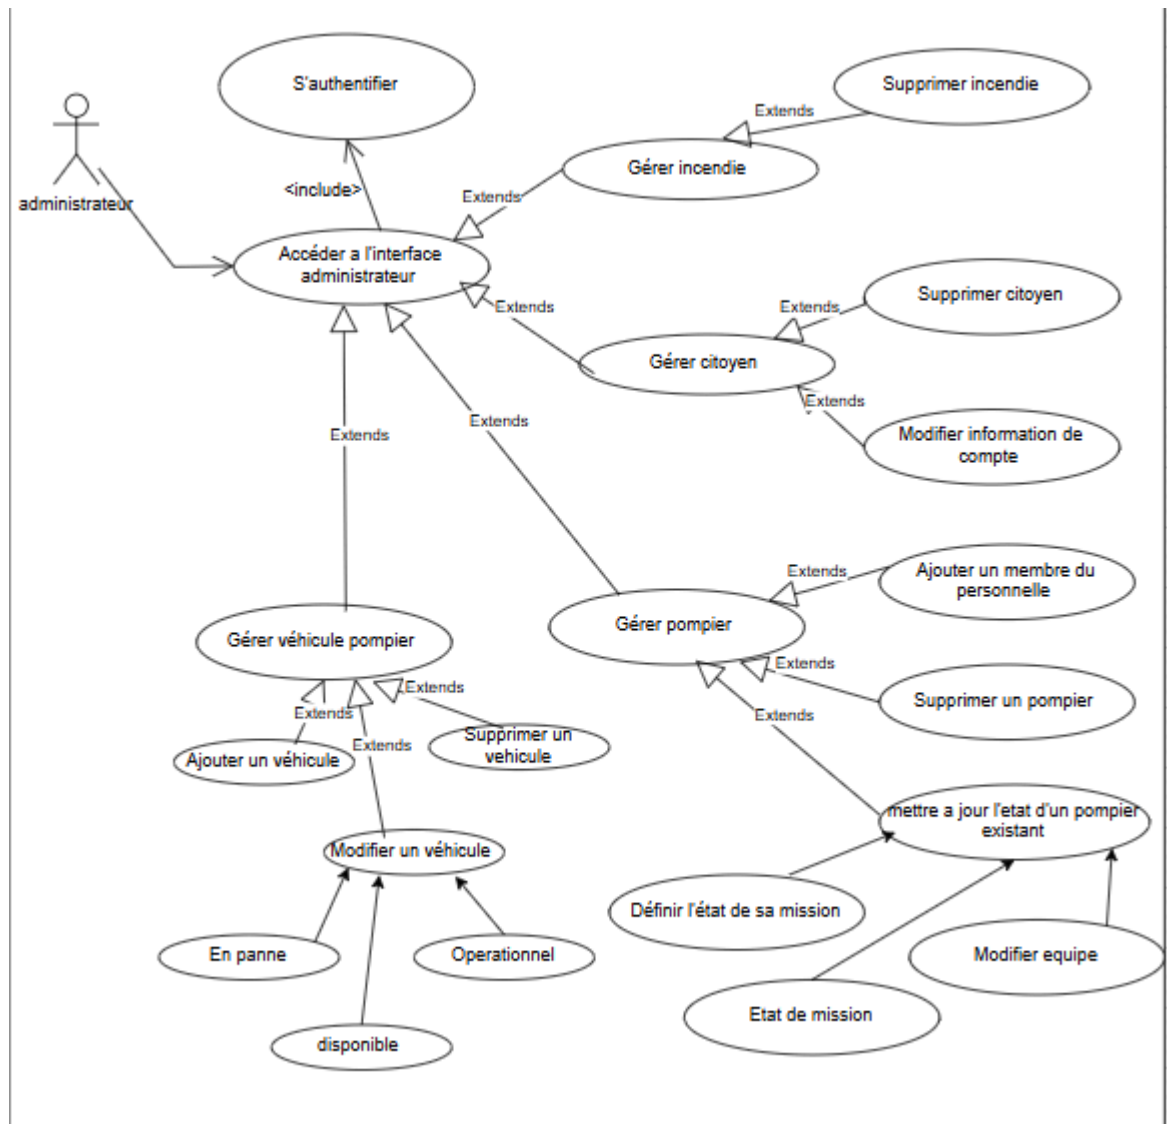 S'authentifier
Supprimer incendie
Extends
Gérer incendie
administrateur
<include>
Extends
Accéder a l'interface
administrateur
Supprimer citoyen
Extends
Extends
Gérer citoyen
Extends
Modifier information de
compte
Extends
Extends
Ajouter un membre du
personnelle
Extends
Gérer pompier
Gérer véhicule pompier
Extends
Supprimer un pompier
Extends
Extends
Extends
Extends
Supprimer un
vehicule
Ajouter un véhicule
mettre a jour l'etat d'un pompier
existant
Modifier un véhicule
Définir l'état de sa mission
En panne
Operationnel
Modifier equipe
Etat de mission
disponible